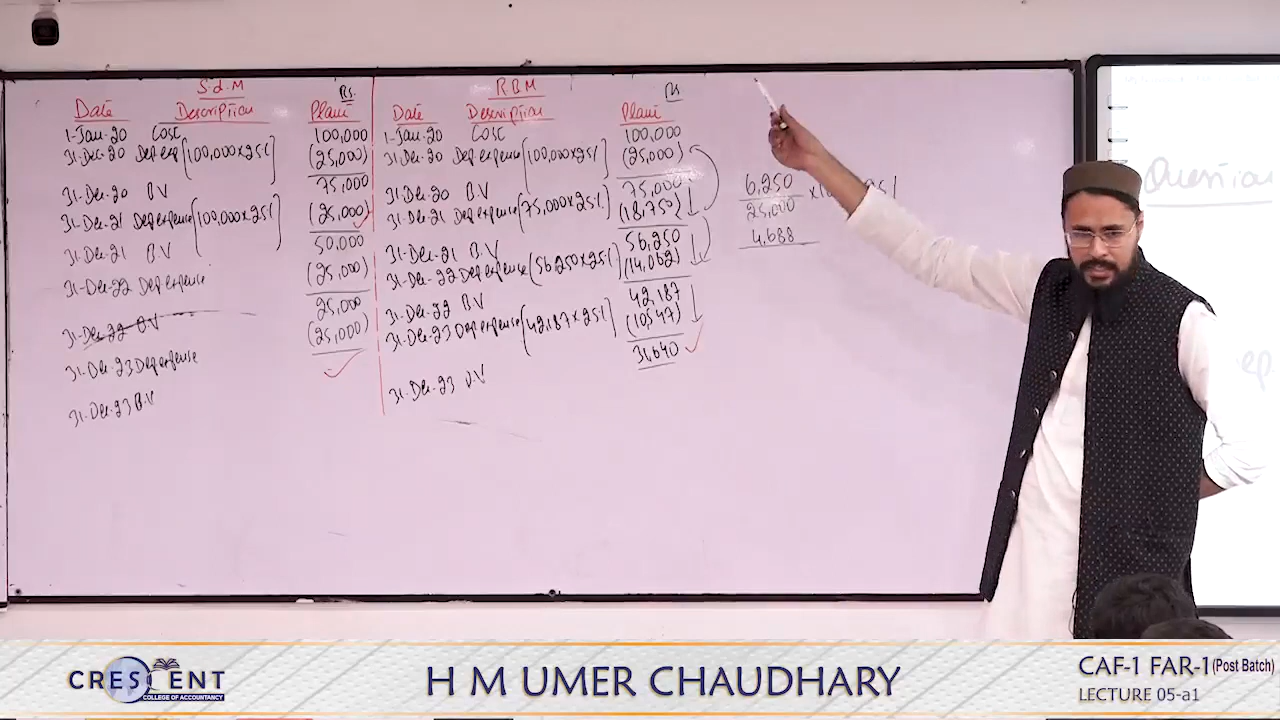 S.L.M
Rs.
Date Description Plant
1-Jan-20 Cost 100,000
31-Dec-20 Dep exp [100,000x25%] (25,000)
31-Dec-20 B.V 75,000
31-Dec-21 Dep expense [100,000x25%] (25,000)
31-Dec-21 B.V 50,000
31-Dec-22 Dep expense (25,000)
31-Dec-22 B.V 25,000
31-Dec-23 Dep expense (25,000)
31-Dec-23 B.V
R B M
Rs
Date Description Plant
1-Jan-20 Cost 100,000
31-Dec-20 Dep expense [100,000x25%] (25,000)
31-Dec-20 B.V 75,000
31-Dec-21 Dep expense [75,000x25%] (18,750)
31-Dec-21 B.V 56,250
31-Dec-22 Dep expense (56250x25%) (14,062)
31-Dec-22 B.V 42,187
31-Dec-23 Dep expense [42187x25%] (10,547)
31-Dec-23 B.V 31,640
6,250
25,000
4,688
Question
CRESCENT
COLLEGE OF ACCOUNTANCY
H M UMER CHAUDHARY
CAF-1 FAR-1 (Post Batch)
LECTURE 05-a1